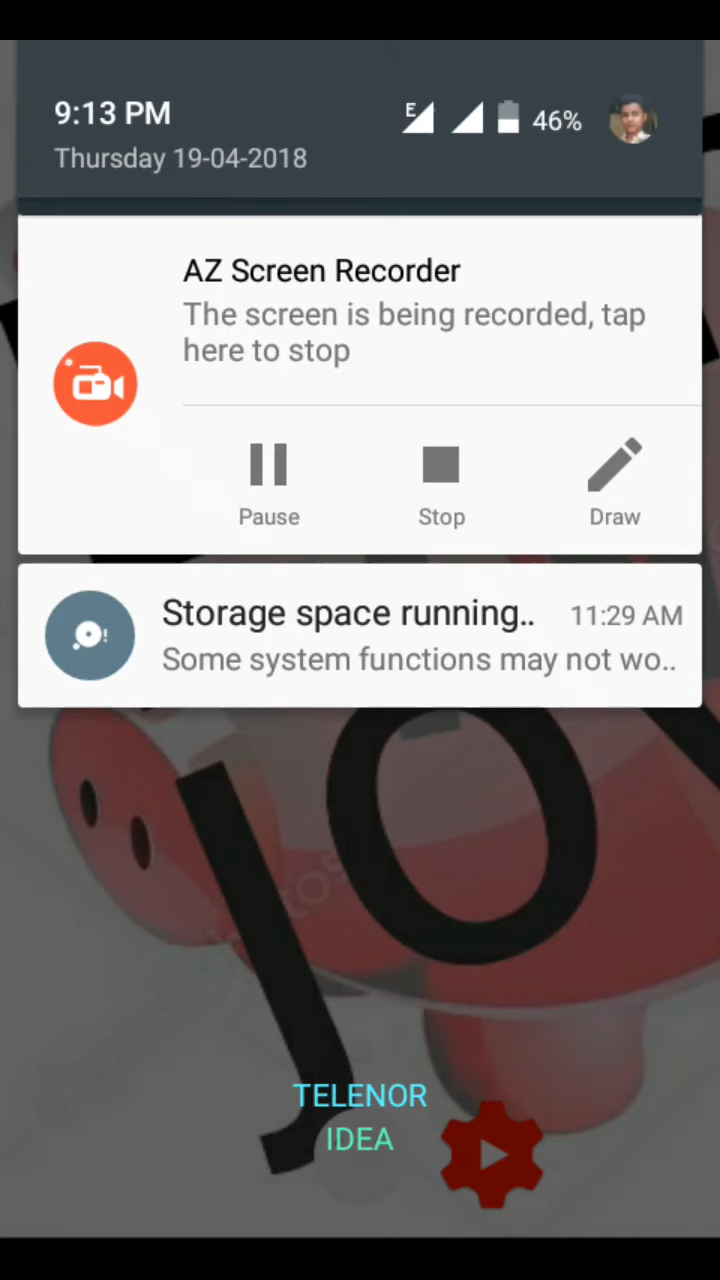 9:13 PM
E
46%
Thursday 19-04-2018
AZ Screen Recorder
The screen is being recorded, tap
here to stop
Pause
Stop
Draw
Storage space running..
11:29 AM
Some system functions may not wo..
TELENOR
IDEA